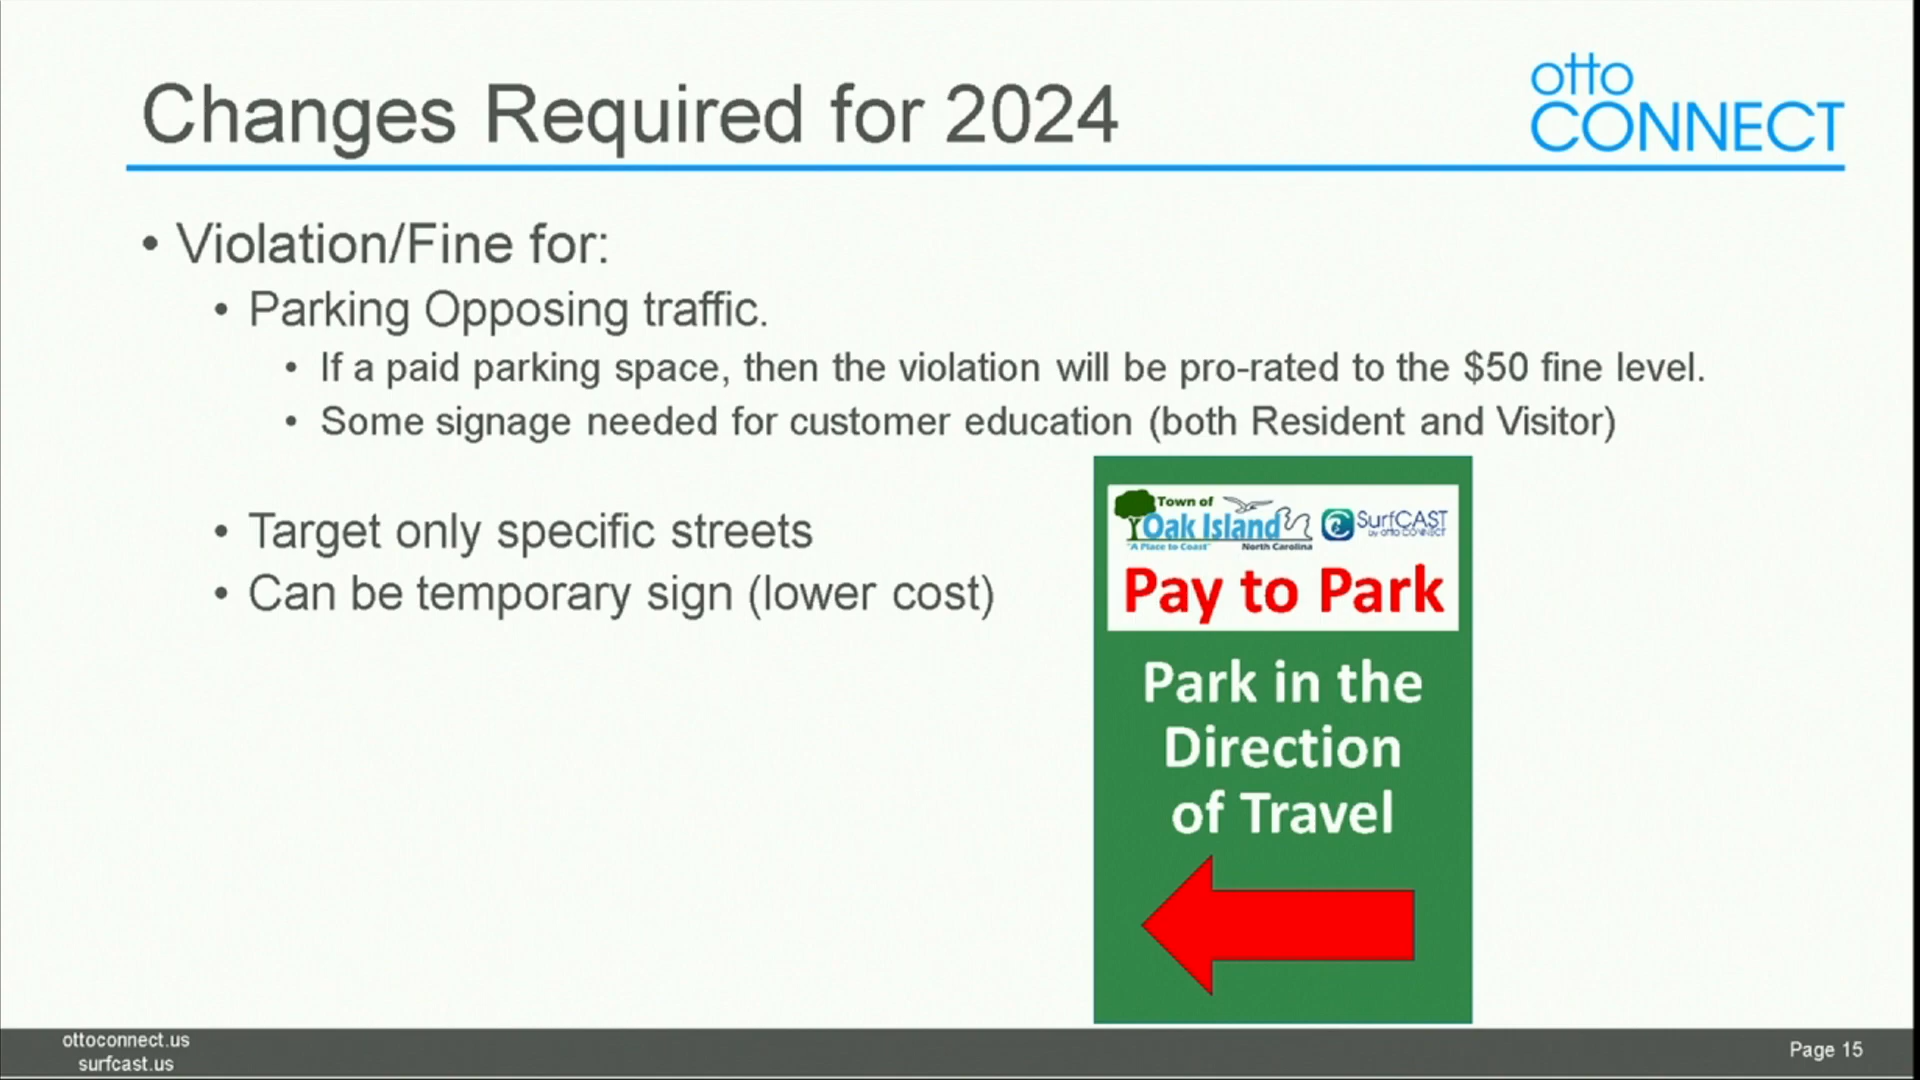 Changes Required for 2024
otto
CONNECT
• Violation/Fine for:
• Parking Opposing traffic.
• If a paid parking space, then the violation will be pro-rated to the $50 fine level.
• Some signage needed for customer education (both Resident and Visitor)
• Target only specific streets
• Can be temporary sign (lower cost)
Town of
Oak Island
"A Place to Coast"
North Carolina
SurfCAST
by otto CONNECT
Pay to Park
Park in the
Direction
of Travel
ottoconnect.us
surfcast.us
Page 15